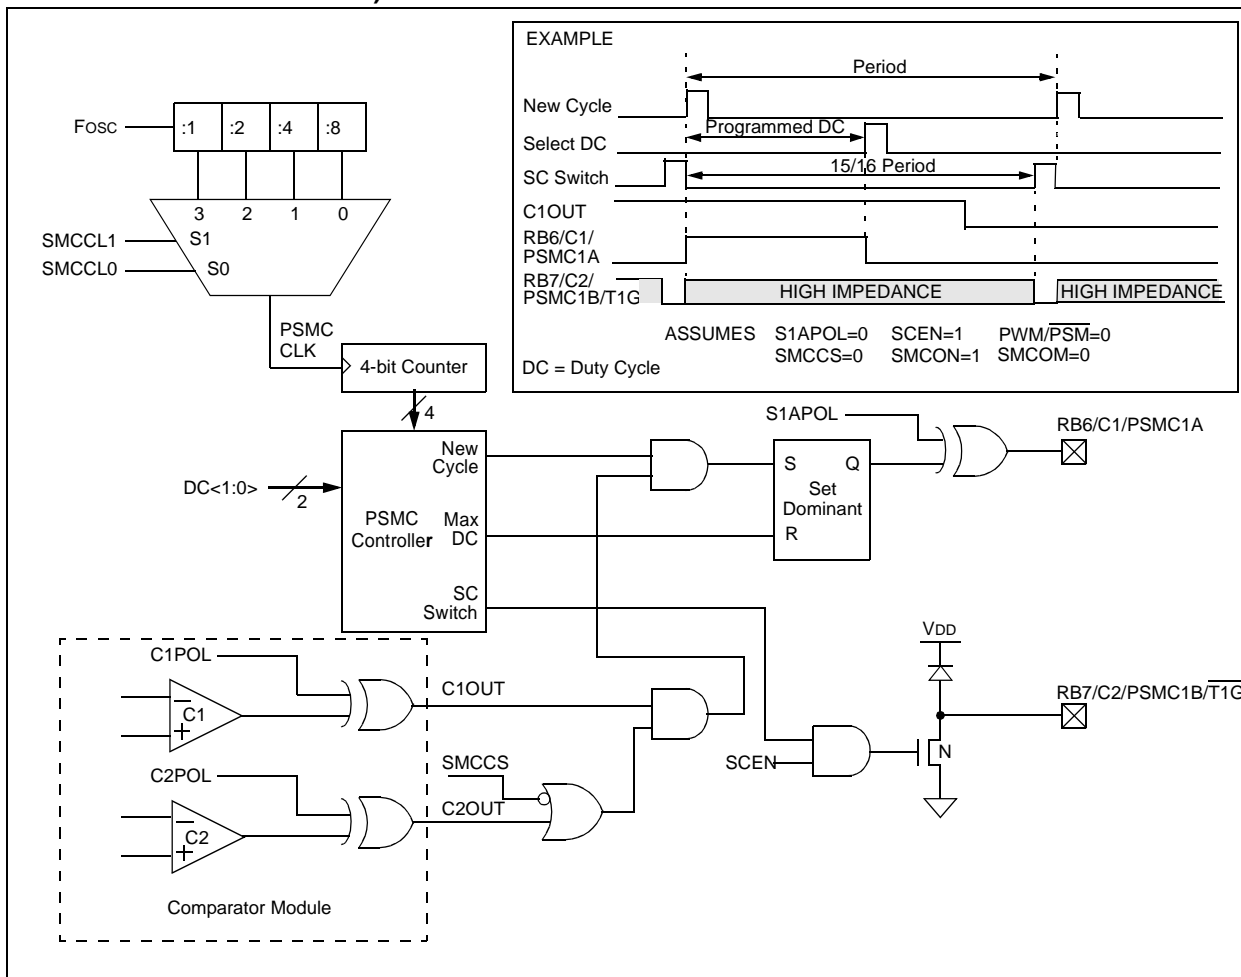 EXAMPLE
Period
New Cycle
Programmed DC
Select DC
15/16 Period
SC Switch
C1OUT
RB6/C1/
PSMC1A
RB7/C2/
PSMC1B/T1G
HIGH IMPEDANCE
HIGH IMPEDANCE
ASSUMES S1APOL=0 SCEN=1 PWM/PSM=0
SMCCS=0 SMCON=1 SMCOM=0
DC = Duty Cycle
FOSC
:1 :2 :4 :8
3 2 1 0
SMCCL1
S1
SMCCL0
S0
PSMC
CLK
4-bit Counter
4
DC<1:0>
2
PSMC
Controller
New
Cycle
Max
DC
SC
Switch
S1APOL
RB6/C1/PSMC1A
S Q
Set
Dominant
R
C1POL
C1OUT
−
C1
+
C2POL
SMCCS
C2OUT
−
C2
+
Comparator Module
SCEN
VDD
N
RB7/C2/PSMC1B/T1G